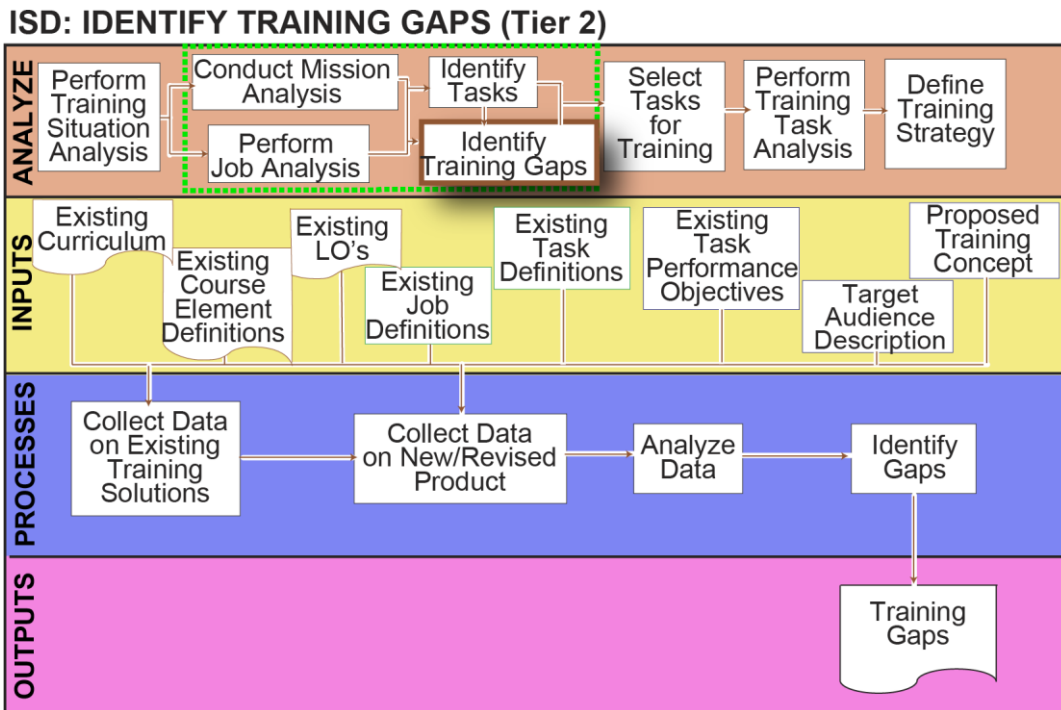 ISD: IDENTIFY TRAINING GAPS (Tier 2)
ANALYZE
Perform
Training
Situation
Analysis
Conduct Mission
Analysis
Perform
Job Analysis
Identify
Tasks
Identify
Training Gaps
Select
Tasks
for
Training
Perform
Training
Task
Analysis
Define
Training
Strategy
INPUTS
Existing
Curriculum
Existing
Course
Element
Definitions
Existing
LO's
Existing
Job
Definitions
Existing
Task
Definitions
Existing
Task
Performance
Objectives
Target
Audience
Description
Proposed
Training
Concept
PROCESSES
Collect Data
on Existing
Training
Solutions
Collect Data
on New/Revised
Product
Analyze
Data
Identify
Gaps
OUTPUTS
Training
Gaps